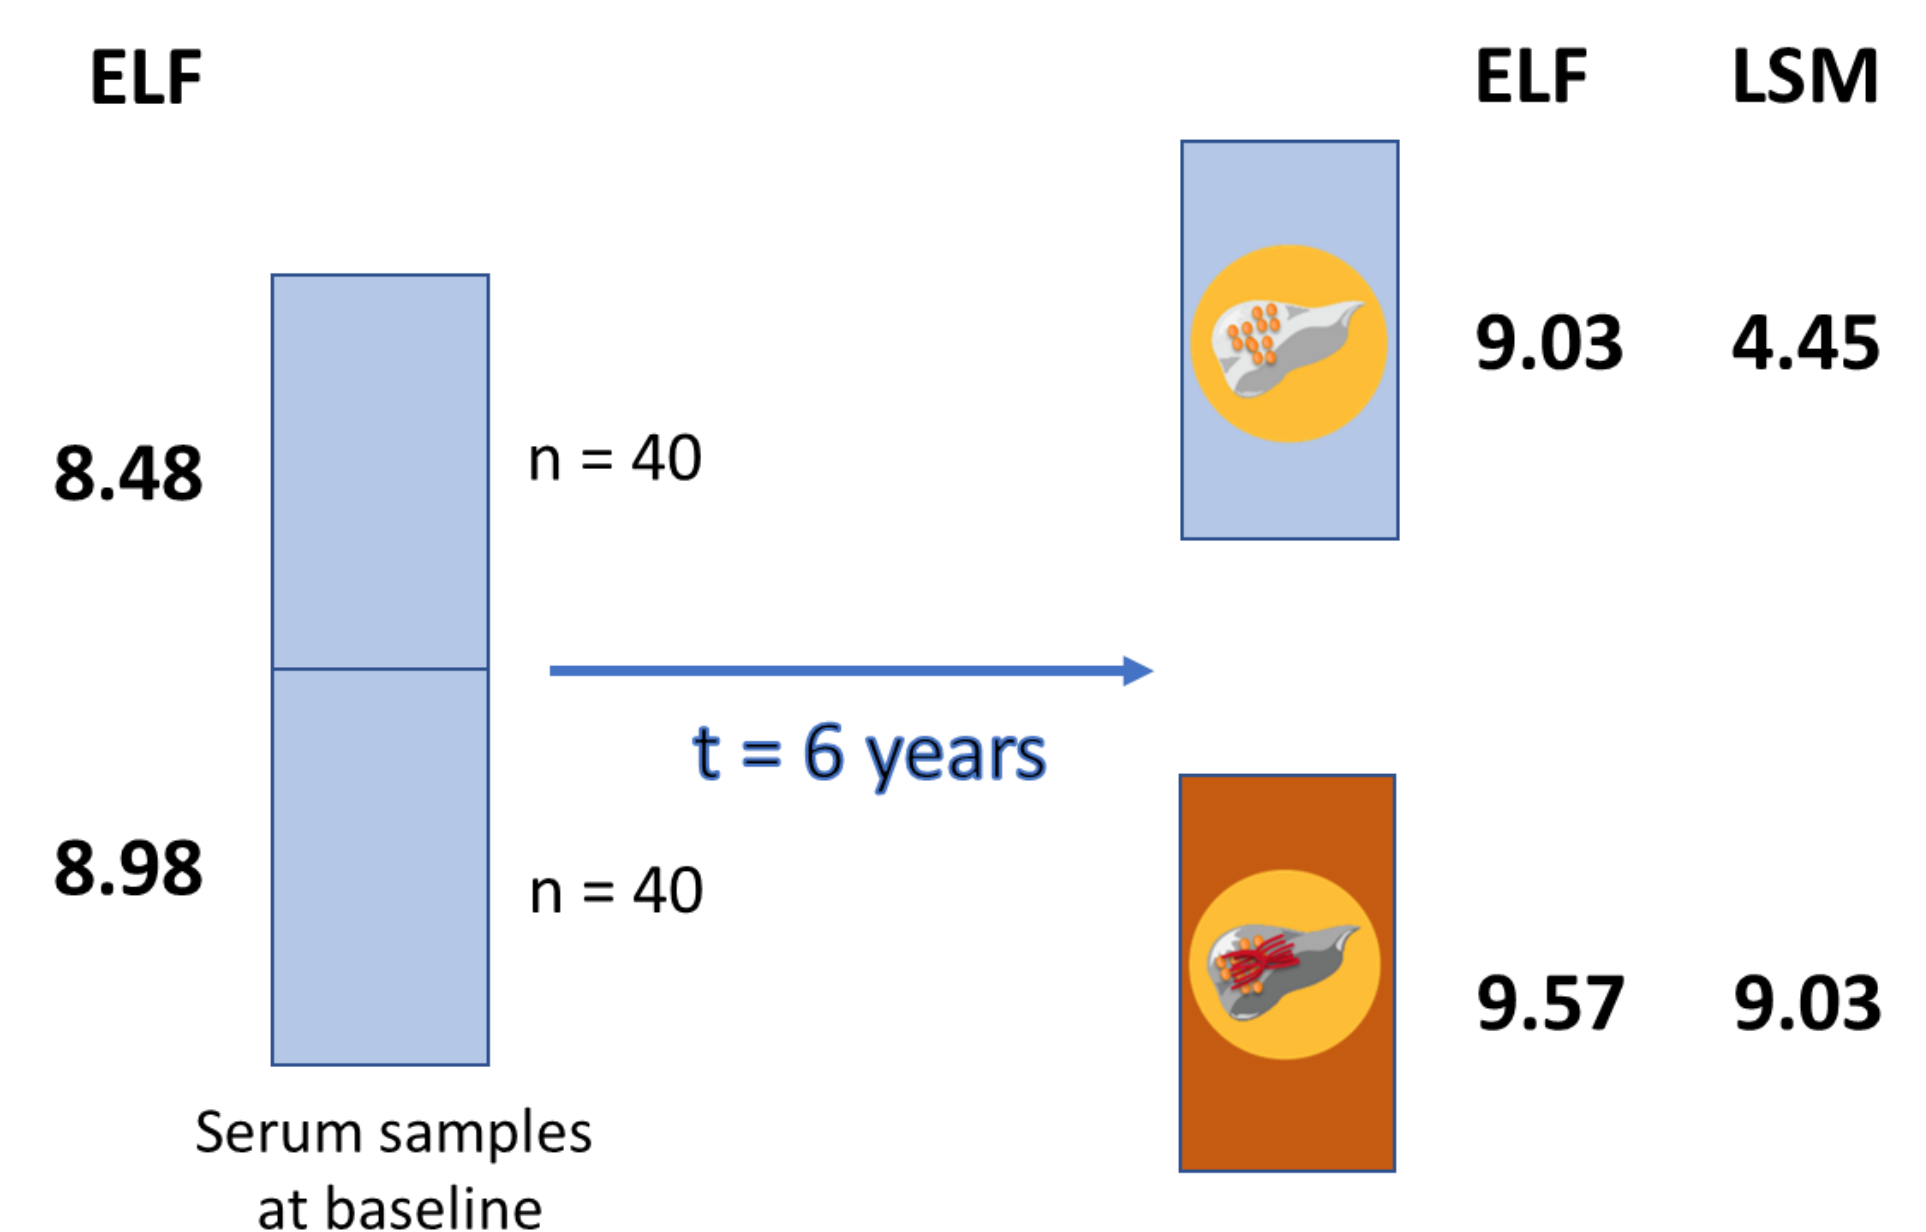 ELF
ELF
LSM
9.03
4.45
8.48
n = 40
t = 6 years
8.98
n = 40
9.57
9.03
Serum samples
at baseline